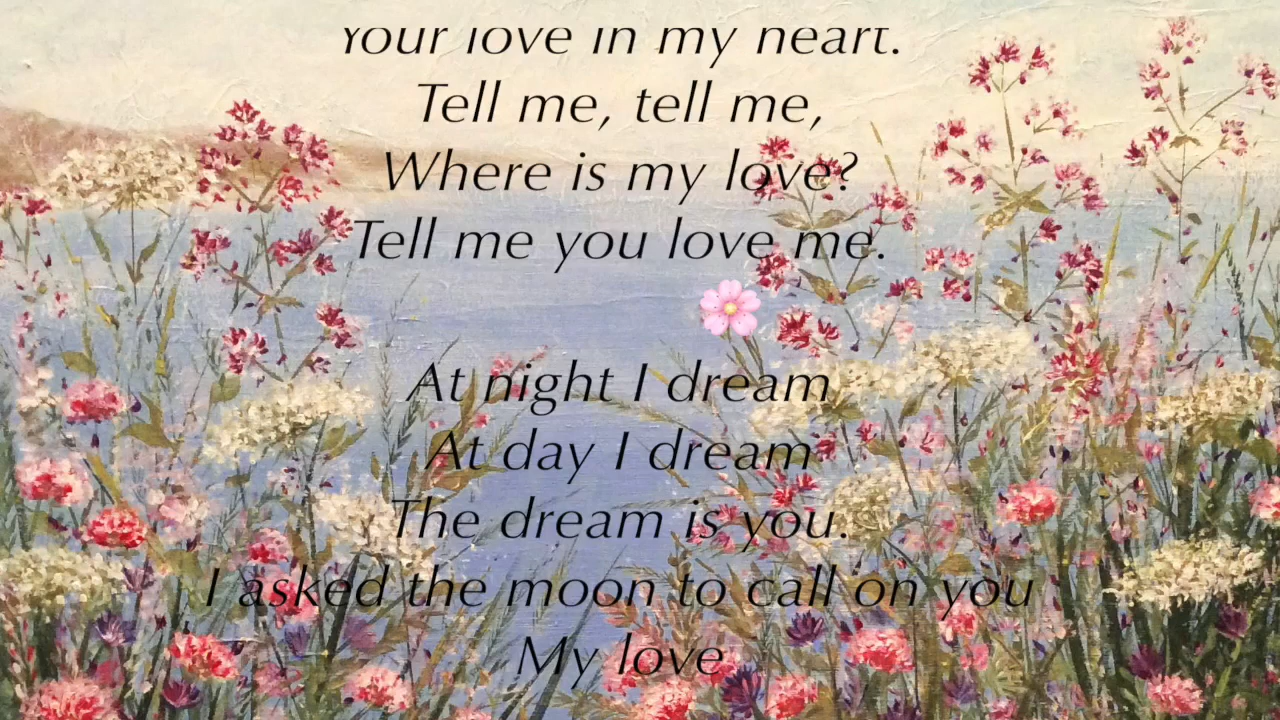 Your love in my heart.
Tell me, tell me,
Where is my love?
Tell me you love me.
At night I dream
At day I dream
The dream is you.
I asked the moon to call on you
My love